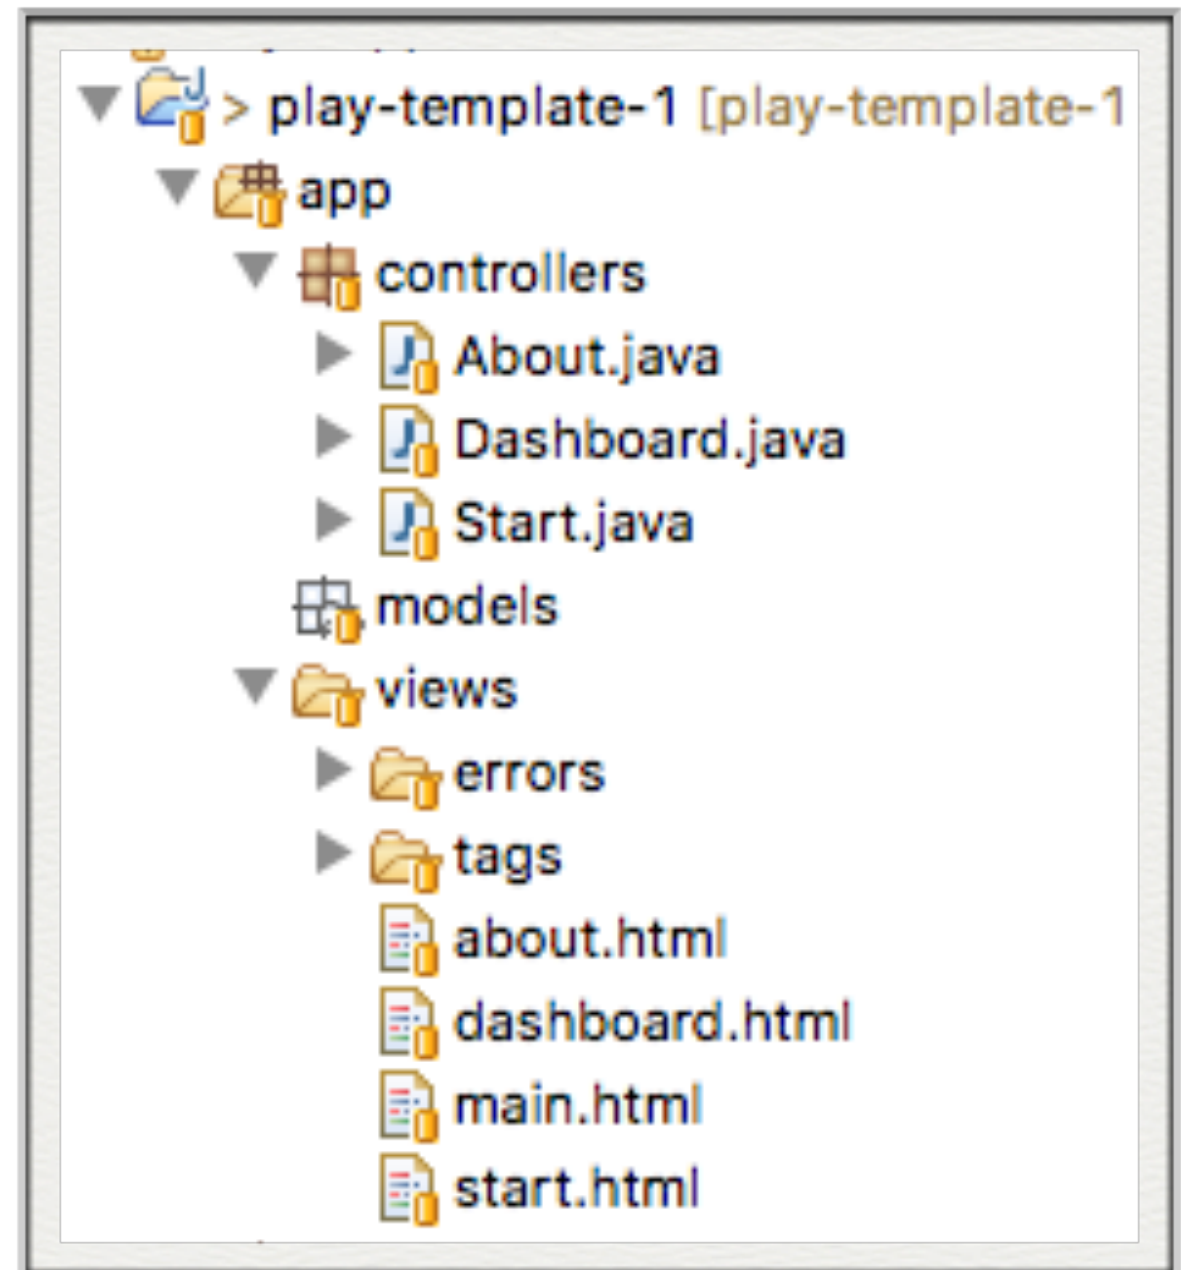 > play-template-1 [play-template-1
app
controllers
About.java
Dashboard.java
Start.java
models
views
errors
tags
about.html
dashboard.html
main.html
start.html